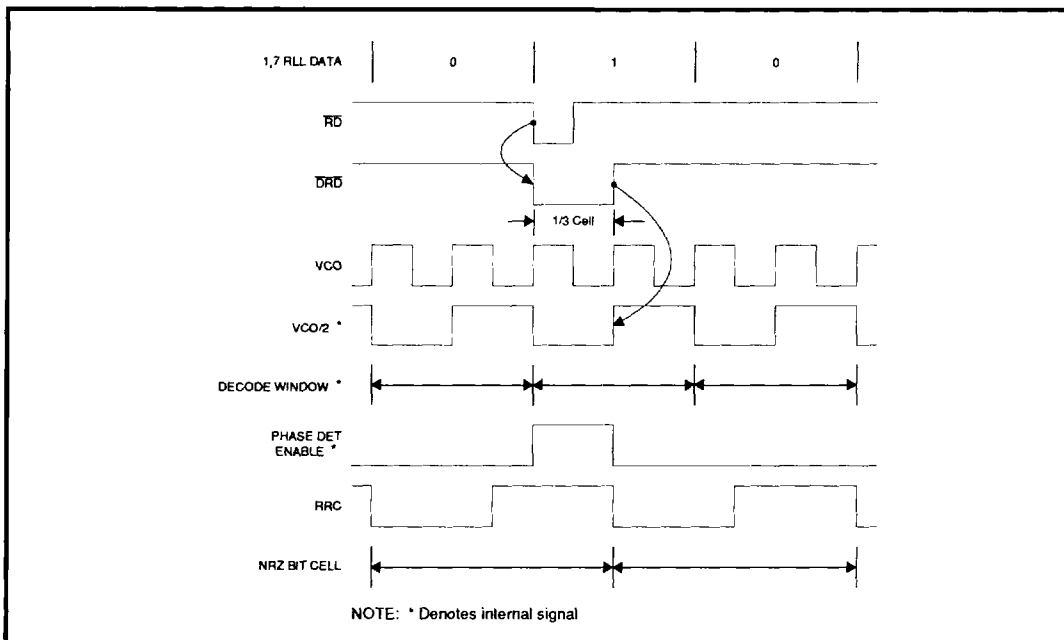 1,7 RLL DATA 0 1 0
RD
DRD
1/3 Cell
VCO
VCO/2 *
DECODE WINDOW *
PHASE DET
ENABLE *
RRC
NRZ BIT CELL
NOTE: * Denotes internal signal